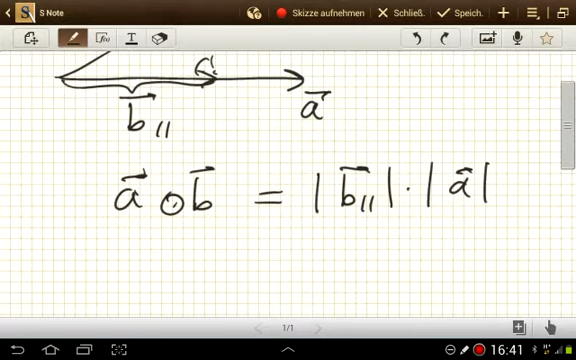 S Note
Skizze aufnehmen
Schließ.
Speich.
f(x)
T
b⃗∥
a⃗
a⃗ ⊙ b⃗ = | b⃗∥ | · | a⃗ |
1/1
16:41